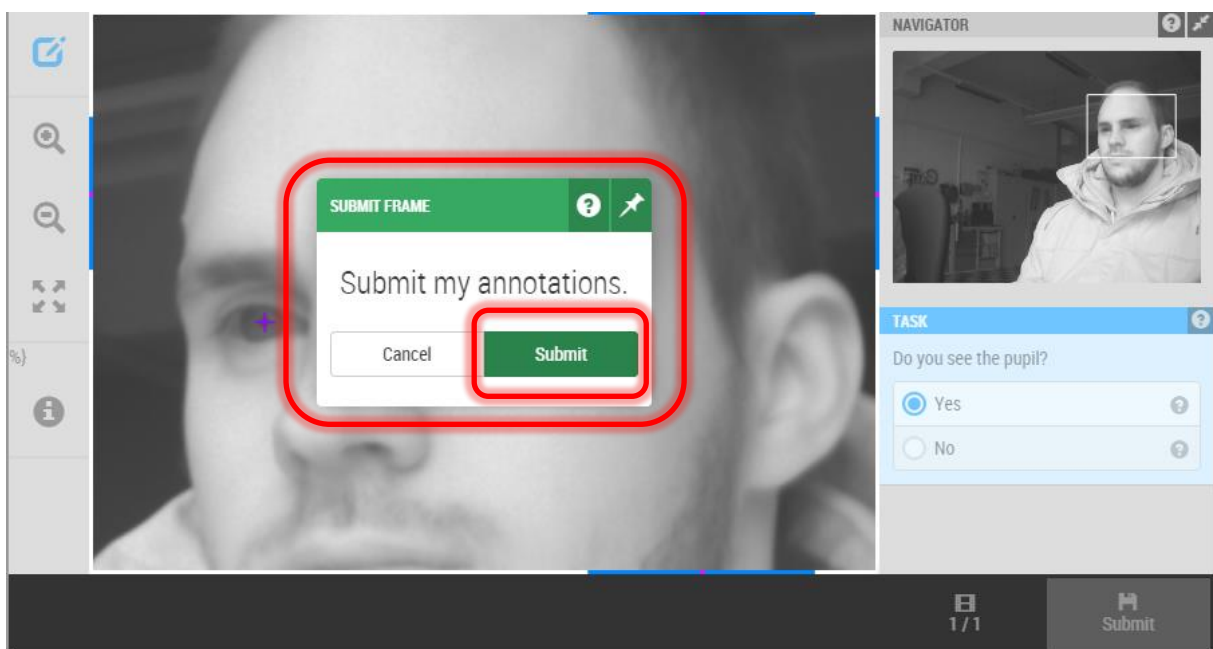 NAVIGATOR
SUBMIT FRAME
Submit my annotations.
Cancel
Submit
%}
TASK
Do you see the pupil?
Yes
No
1 / 1
Submit